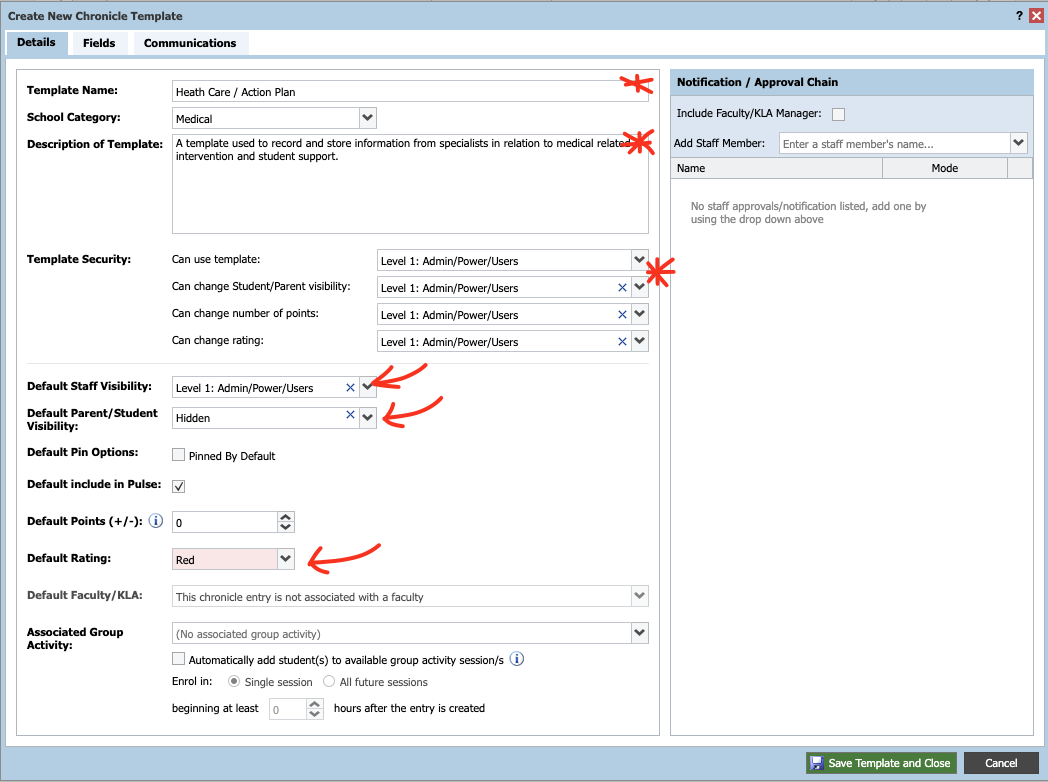 Create New Chronicle Template ?
Details Fields Communications
Template Name: Heath Care / Action Plan
School Category: Medical
Description of Template: A template used to record and store information from specialists in relation to medical related
intervention and student support.
Template Security: Can use template: Level 1: Admin/Power/Users
Can change Student/Parent visibility: Level 1: Admin/Power/Users
Can change number of points: Level 1: Admin/Power/Users
Can change rating: Level 1: Admin/Power/Users
Default Staff Visibility: Level 1: Admin/Power/Users
Default Parent/Student
Visibility: Hidden
Default Pin Options: Pinned By Default
Default include in Pulse:
Default Points (+/-): i 0
Default Rating: Red
Default Faculty/KLA: This chronicle entry is not associated with a faculty
Associated Group
Activity: (No associated group activity)
Automatically add student(s) to available group activity session/s i
Enrol in: Single session All future sessions
beginning at least 0 hours after the entry is created
Notification / Approval Chain
Include Faculty/KLA Manager:
Add Staff Member: Enter a staff member's name...
Name Mode
No staff approvals/notification listed, add one by
using the drop down above
Save Template and Close Cancel